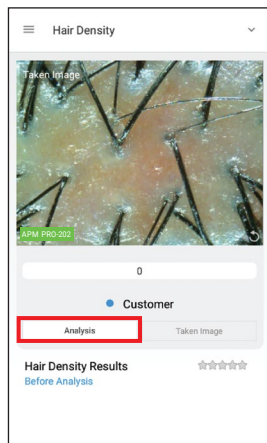 Hair Density
Taken Image
APM PRO-202
0
Customer
Analysis
Taken Image
Hair Density Results
Before Analysis